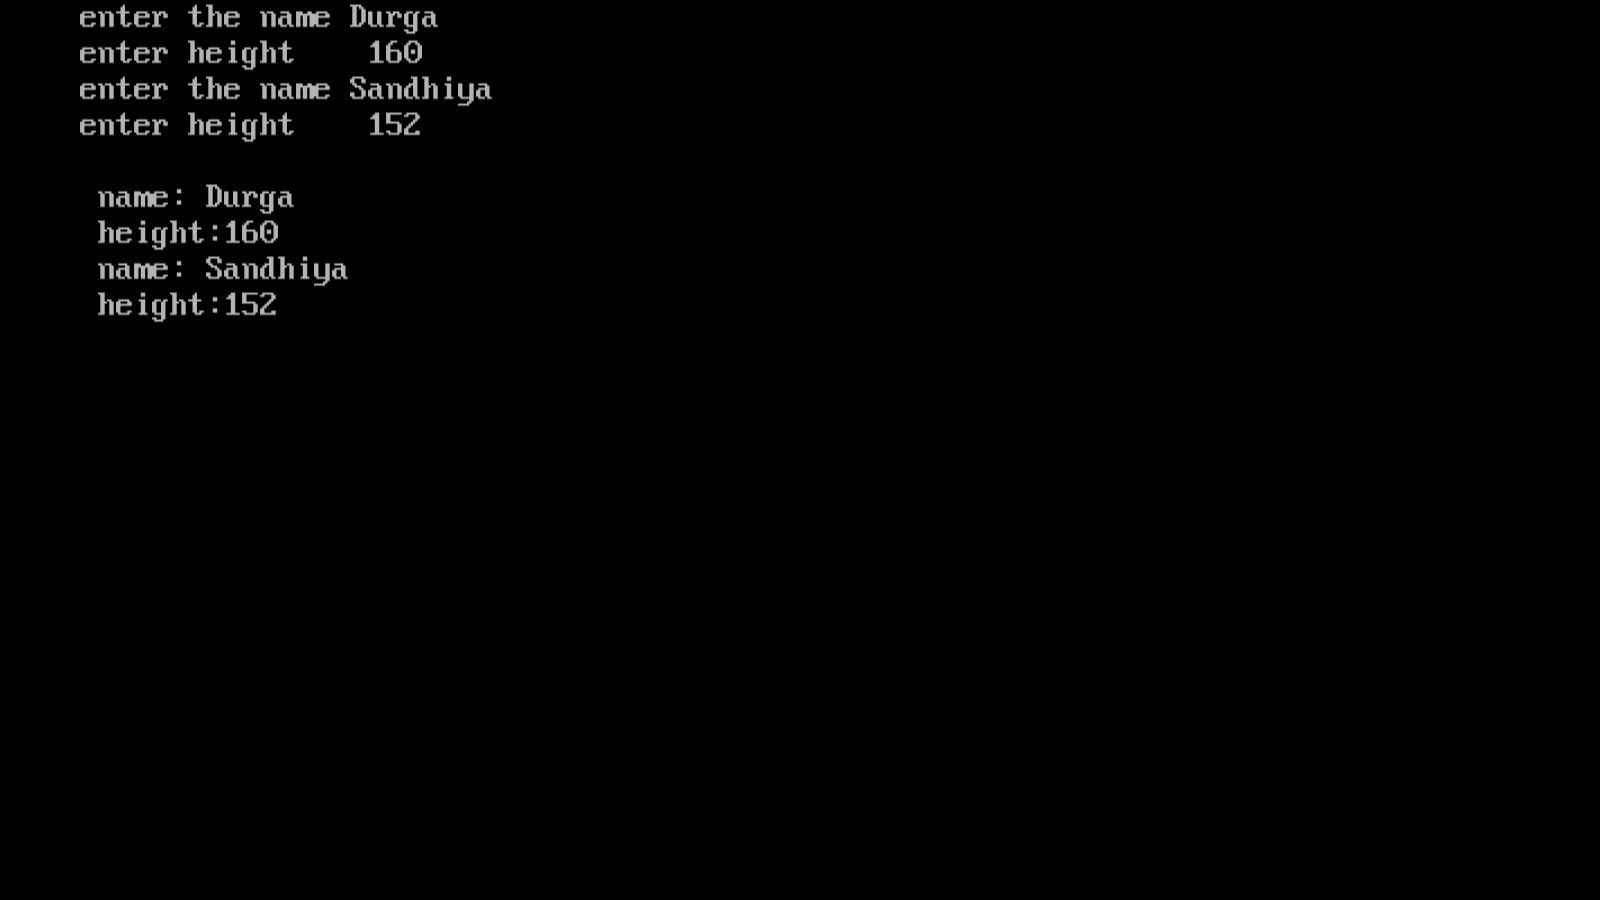 enter the name Durga
enter height    160
enter the name Sandhiya
enter height    152
name: Durga
height:160
name: Sandhiya
height:152